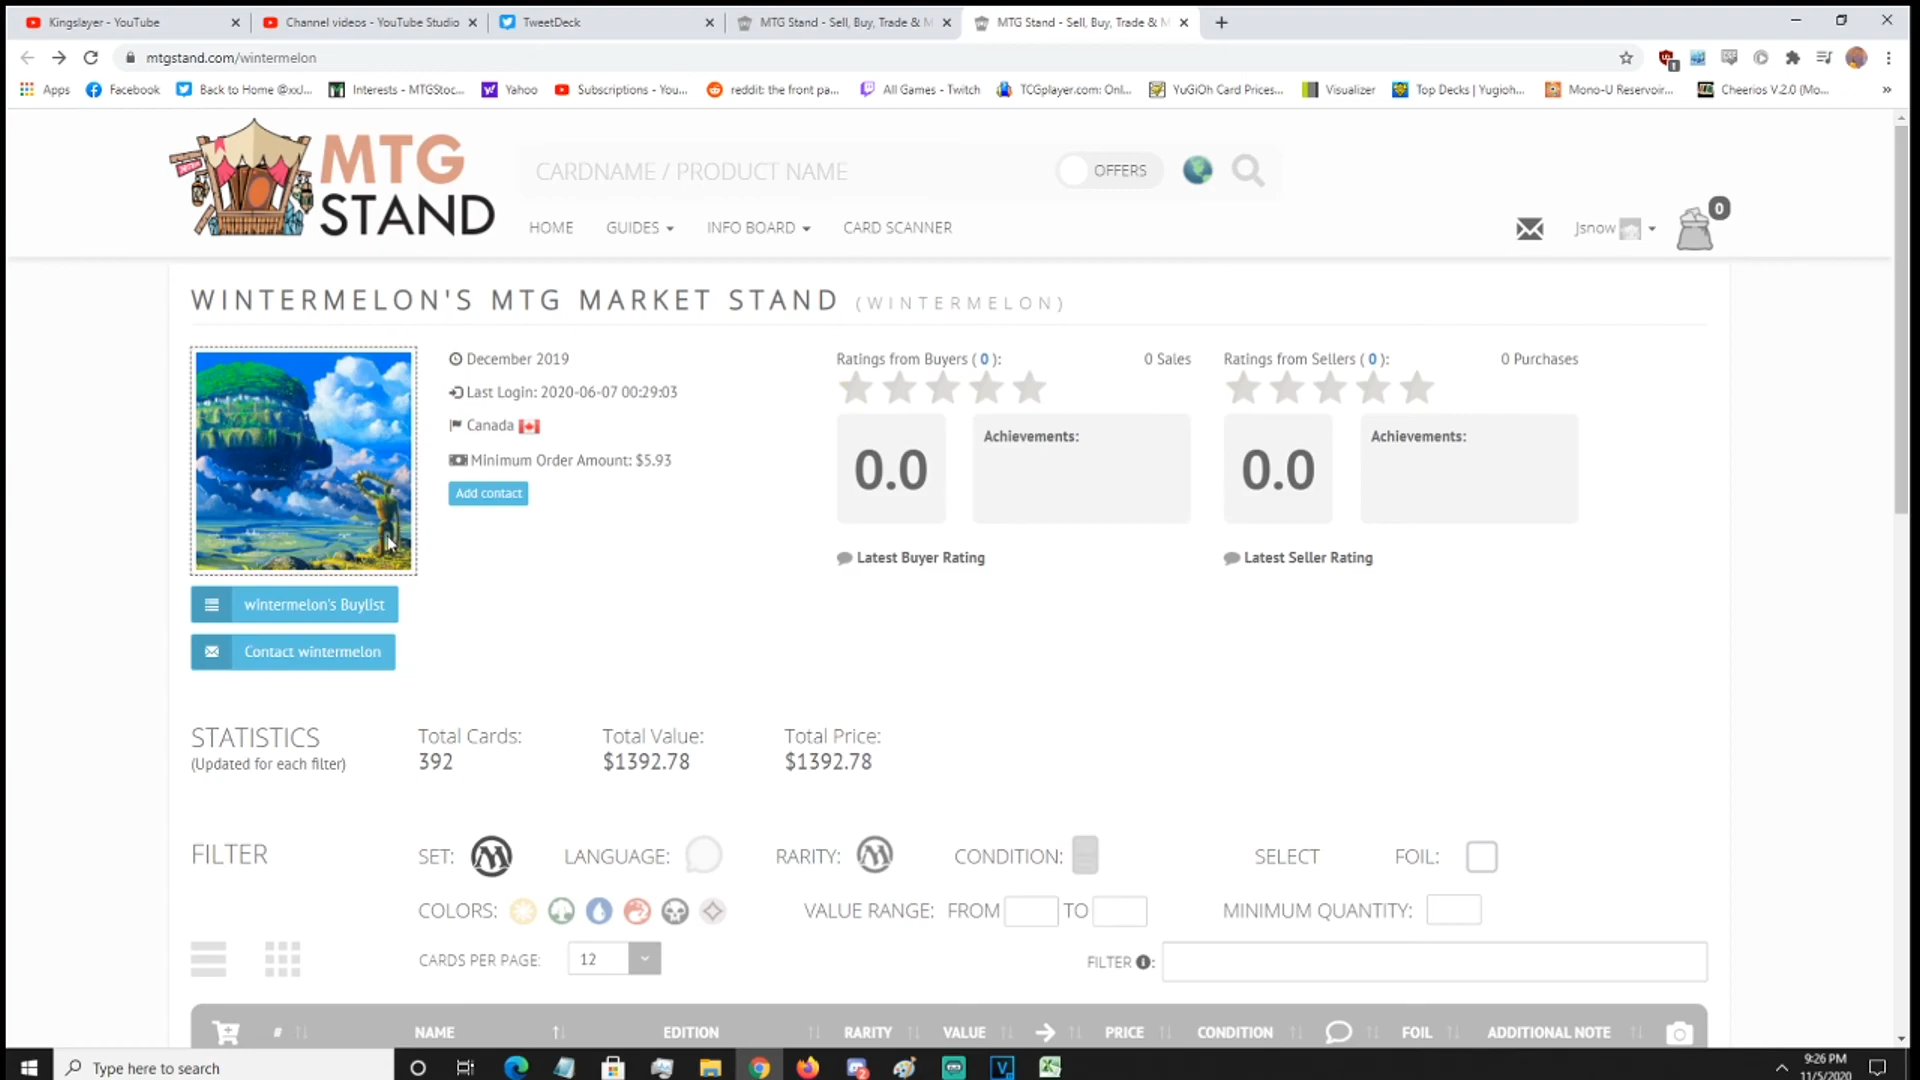 Kingslayer - YouTube
Channel videos - YouTube Studio
TweetDeck
MTG Stand - Sell, Buy, Trade & M
MTG Stand - Sell, Buy, Trade & M
mtgstand.com/wintermelon
Apps
Facebook
Back to Home @xxJ...
Interests - MTGStoc...
Yahoo
Subscriptions - You...
reddit: the front pa...
All Games - Twitch
TCGplayer.com: Onl...
YuGiOh Card Prices...
Visualizer
Top Decks | Yugioh...
Mono-U Reservoir...
Cheerios V.2.0 (Mo...
MTG
STAND
CARDNAME / PRODUCT NAME
OFFERS
HOME
GUIDES
INFO BOARD
CARD SCANNER
Jsnow
0
WINTERMELON'S MTG MARKET STAND (WINTERMELON)
December 2019
Last Login: 2020-06-07 00:29:03
Canada
Minimum Order Amount: $5.93
Add contact
Ratings from Buyers ( 0 ):
0 Sales
0.0
Achievements:
Latest Buyer Rating
Ratings from Sellers ( 0 ):
0 Purchases
0.0
Achievements:
Latest Seller Rating
wintermelon's Buylist
Contact wintermelon
STATISTICS
(Updated for each filter)
Total Cards:
392
Total Value:
$1392.78
Total Price:
$1392.78
FILTER
SET:
LANGUAGE:
RARITY:
CONDITION:
SELECT
FOIL:
COLORS:
VALUE RANGE: FROM TO
MINIMUM QUANTITY:
CARDS PER PAGE: 12
FILTER :
# NAME EDITION RARITY VALUE PRICE CONDITION FOIL ADDITIONAL NOTE
Type here to search
9:26 PM
11/5/2020